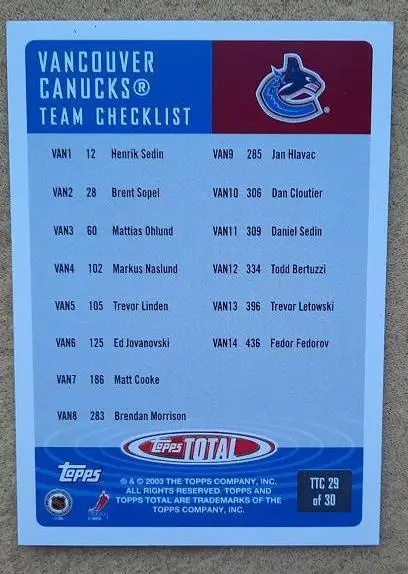 VANCOUVER
CANUCKS®
TEAM CHECKLIST
VAN1 12 Henrik Sedin
VAN2 28 Brent Sopel
VAN3 60 Mattias Ohlund
VAN4 102 Markus Naslund
VAN5 105 Trevor Linden
VAN6 125 Ed Jovanovski
VAN7 186 Matt Cooke
VAN8 283 Brendan Morrison
VAN9 285 Jan Hlavac
VAN10 306 Dan Cloutier
VAN11 309 Daniel Sedin
VAN12 334 Todd Bertuzzi
VAN13 396 Trevor Letowski
VAN14 436 Fedor Fedorov
Topps TOTAL
Topps
® & © 2003 THE TOPPS COMPANY, INC.
ALL RIGHTS RESERVED. TOPPS AND
TOPPS TOTAL ARE TRADEMARKS OF THE
TOPPS COMPANY, INC.
TTC 29
of 30